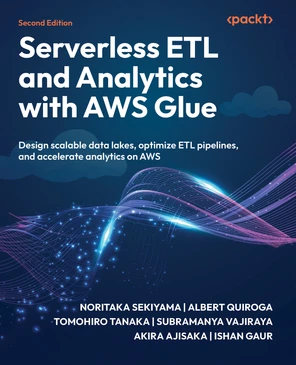 Second Edition
<packt>
Serverless ETL
and Analytics
with AWS Glue
Design scalable data lakes, optimize ETL pipelines,
and accelerate analytics on AWS
NORITAKA SEKIYAMA | ALBERT QUIROGA
TOMOHIRO TANAKA | SUBRAMANYA VAJIRAYA
AKIRA AJISAKA | ISHAN GAUR